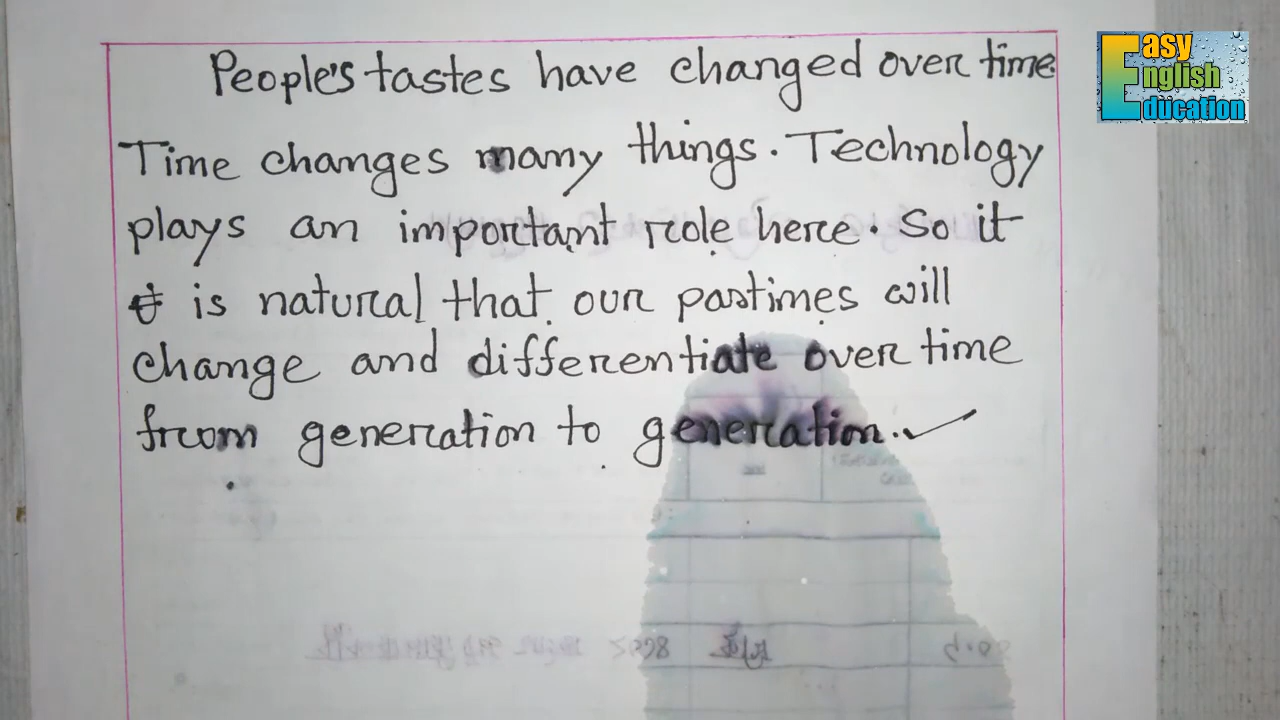 People's tastes have changed over time.
Time changes many things. Technology
plays an important role here. So it
is natural that our pastimes will
change and differentiate over time
from generation to generation.
Easy
English
Education